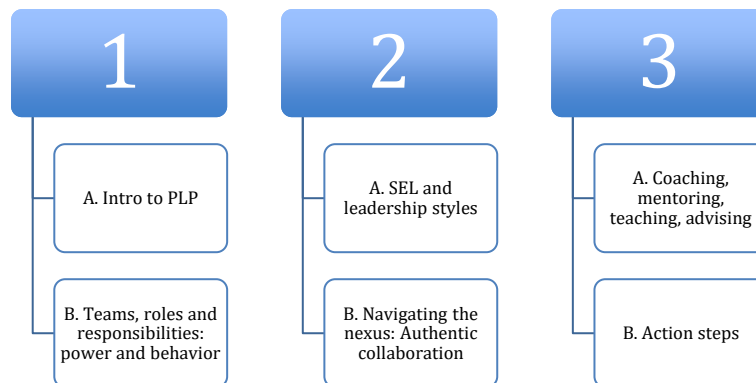 1
A. Intro to PLP
B. Teams, roles and
responsibilities:
power and behavior
2
A. SEL and
leadership styles
B. Navigating the
nexus: Authentic
collaboration
3
A. Coaching,
mentoring,
teaching, advising
B. Action steps